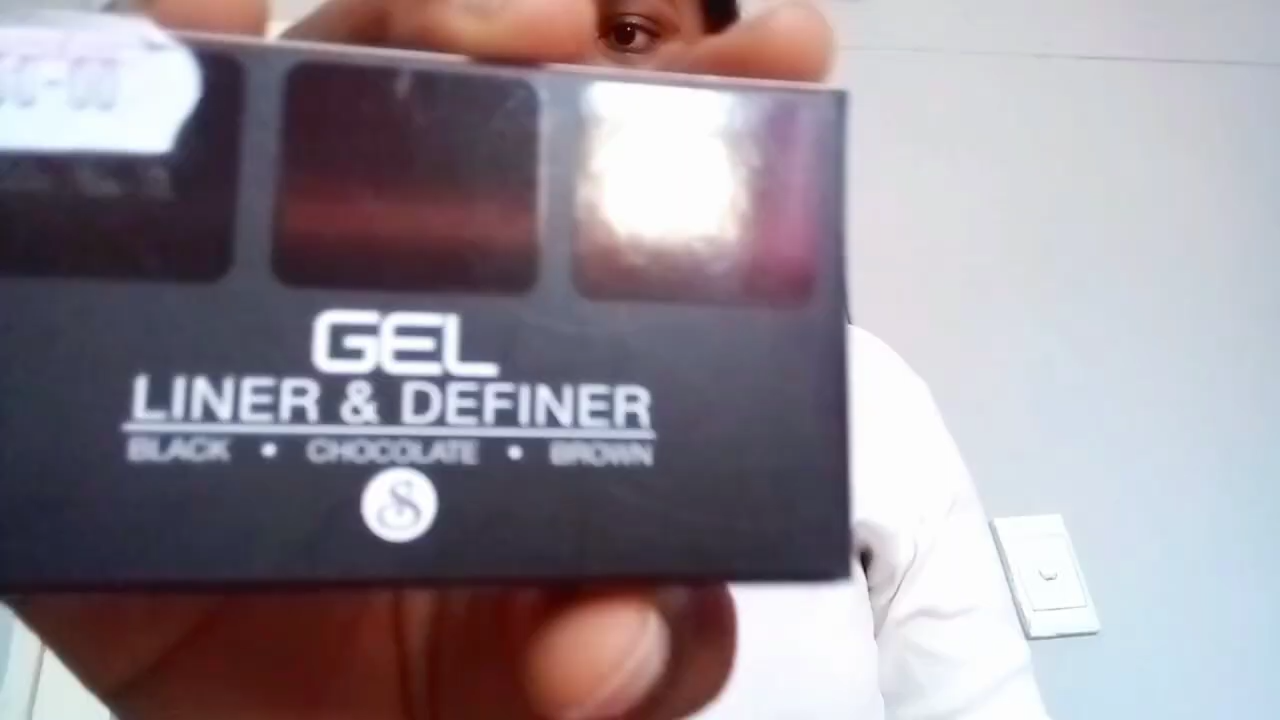 GEL
LINER & DEFINER
BLACK • CHOCOLATE • BROWN
S